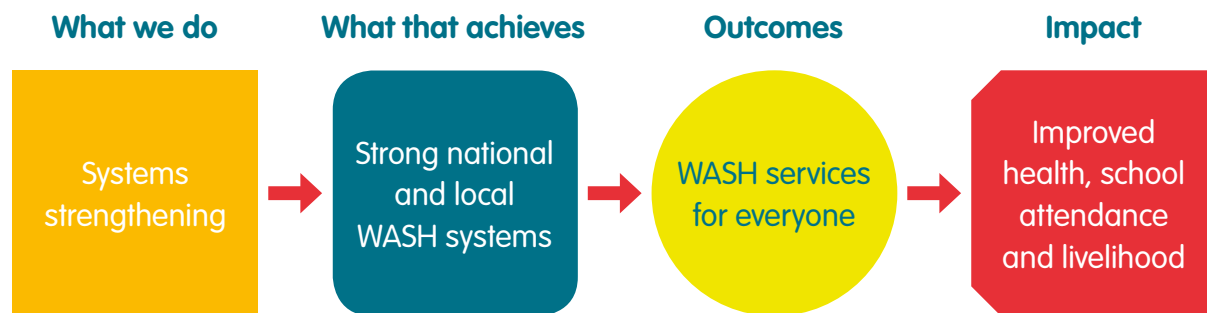 What we do
What that achieves
Outcomes
Impact
Systems
strengthening
Strong national
and local
WASH systems
WASH services
for everyone
Improved
health, school
attendance
and livelihood